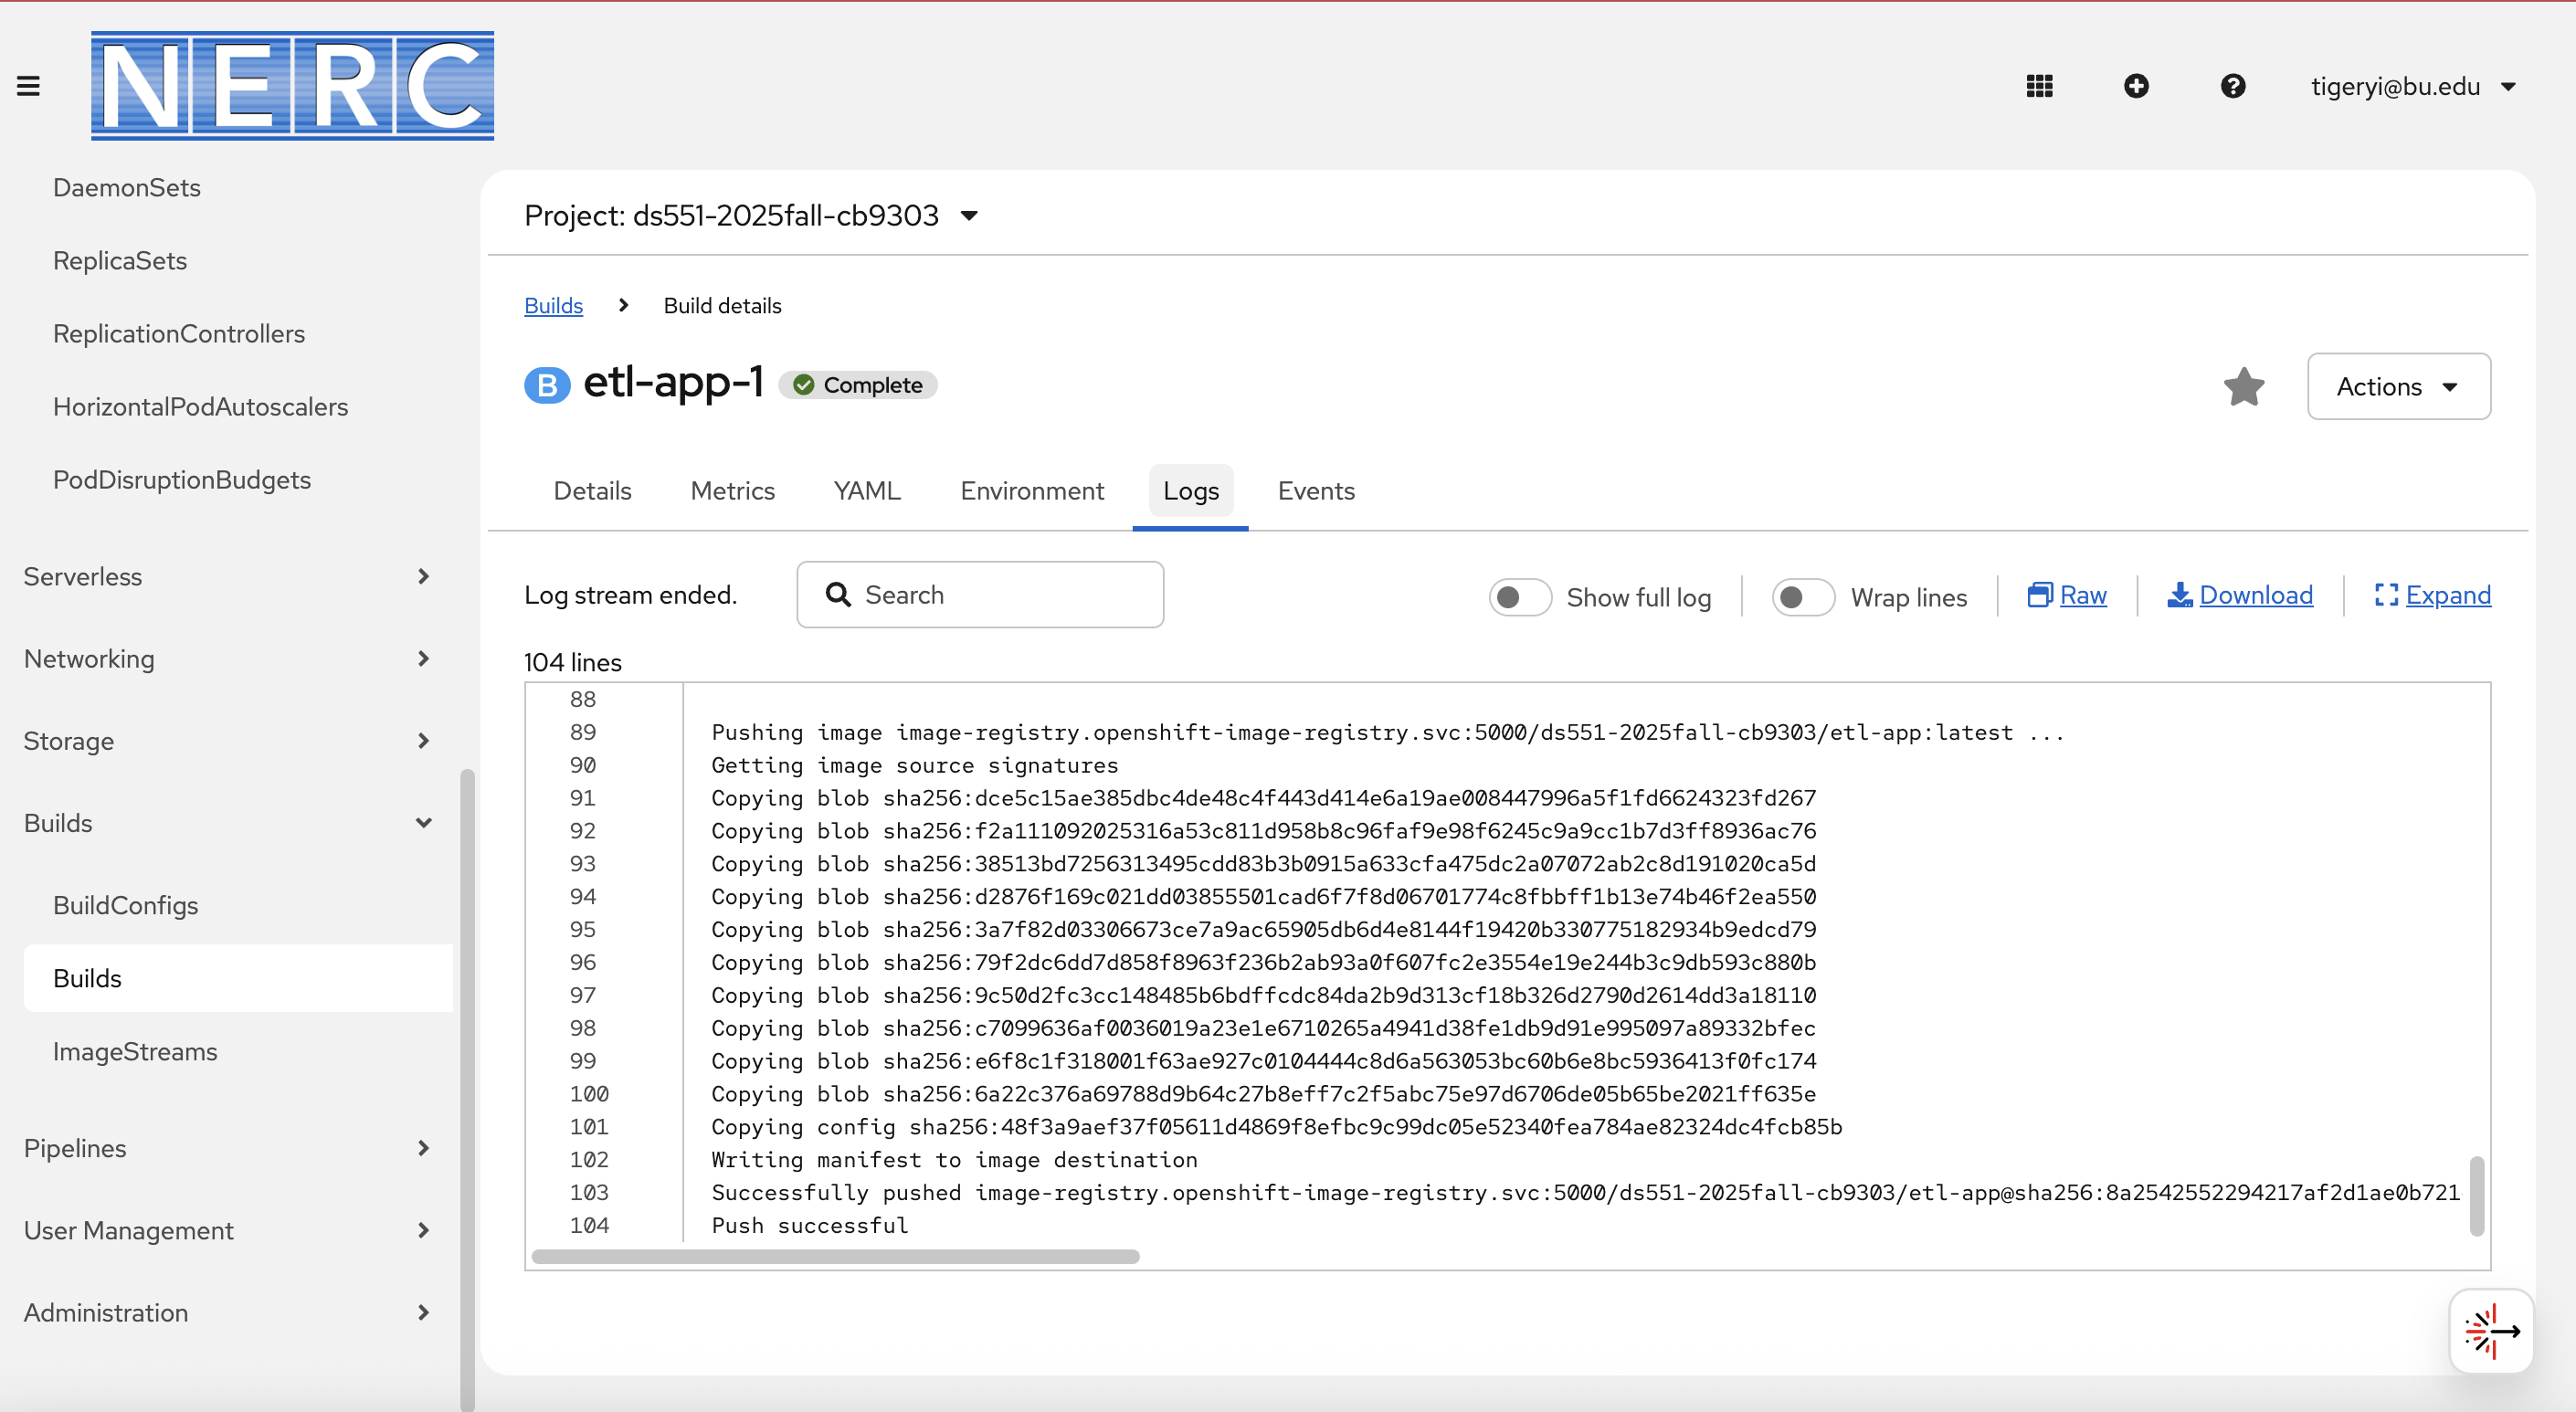 NERC
tigeryi@bu.edu
DaemonSets
ReplicaSets
ReplicationControllers
HorizontalPodAutoscalers
PodDisruptionBudgets
Serverless
Networking
Storage
Builds
BuildConfigs
Builds
ImageStreams
Pipelines
User Management
Administration
Project: ds551-2025fall-cb9303
Builds > Build details
B etl-app-1 Complete
Actions
Details Metrics YAML Environment Logs Events
Log stream ended. Search Show full log Wrap lines Raw Download Expand
104 lines
88
89 Pushing image image-registry.openshift-image-registry.svc:5000/ds551-2025fall-cb9303/etl-app:latest ...
90 Getting image source signatures
91 Copying blob sha256:dce5c15ae385dbc4de48c4f443d414e6a19ae008447996a5f1fd6624323fd267
92 Copying blob sha256:f2a111092025316a53c811d958b8c96faf9e98f6245c9a9cc1b7d3ff8936ac76
93 Copying blob sha256:38513bd7256313495cdd83b3b0915a633cfa475dc2a07072ab2c8d191020ca5d
94 Copying blob sha256:d2876f169c021dd03855501cad6f7f8d06701774c8fbbff1b13e74b46f2ea550
95 Copying blob sha256:3a7f82d03306673ce7a9ac65905db6d4e8144f19420b330775182934b9edcd79
96 Copying blob sha256:79f2dc6dd7d858f8963f236b2ab93a0f607fc2e3554e19e244b3c9db593c880b
97 Copying blob sha256:9c50d2fc3cc148485b6bdffcdc84da2b9d313cf18b326d2790d2614dd3a18110
98 Copying blob sha256:c7099636af0036019a23e1e6710265a4941d38fe1db9d91e995097a89332bfec
99 Copying blob sha256:e6f8c1f318001f63ae927c0104444c8d6a563053bc60b6e8bc5936413f0fc174
100 Copying blob sha256:6a22c376a69788d9b64c27b8eff7c2f5abc75e97d6706de05b65be2021ff635e
101 Copying config sha256:48f3a9aef37f05611d4869f8efbc9c99dc05e52340fea784ae82324dc4fcb85b
102 Writing manifest to image destination
103 Successfully pushed image-registry.openshift-image-registry.svc:5000/ds551-2025fall-cb9303/etl-app@sha256:8a2542552294217af2d1ae0b721
104 Push successful